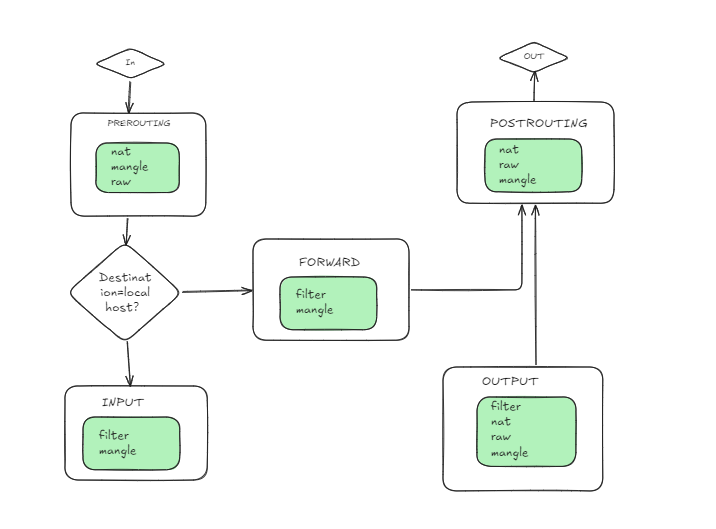 In
OUT
PREROUTING
nat
mangle
raw
POSTROUTING
nat
raw
mangle
Destinat
ion=local
host?
FORWARD
filter
mangle
INPUT
filter
mangle
OUTPUT
filter
nat
raw
mangle